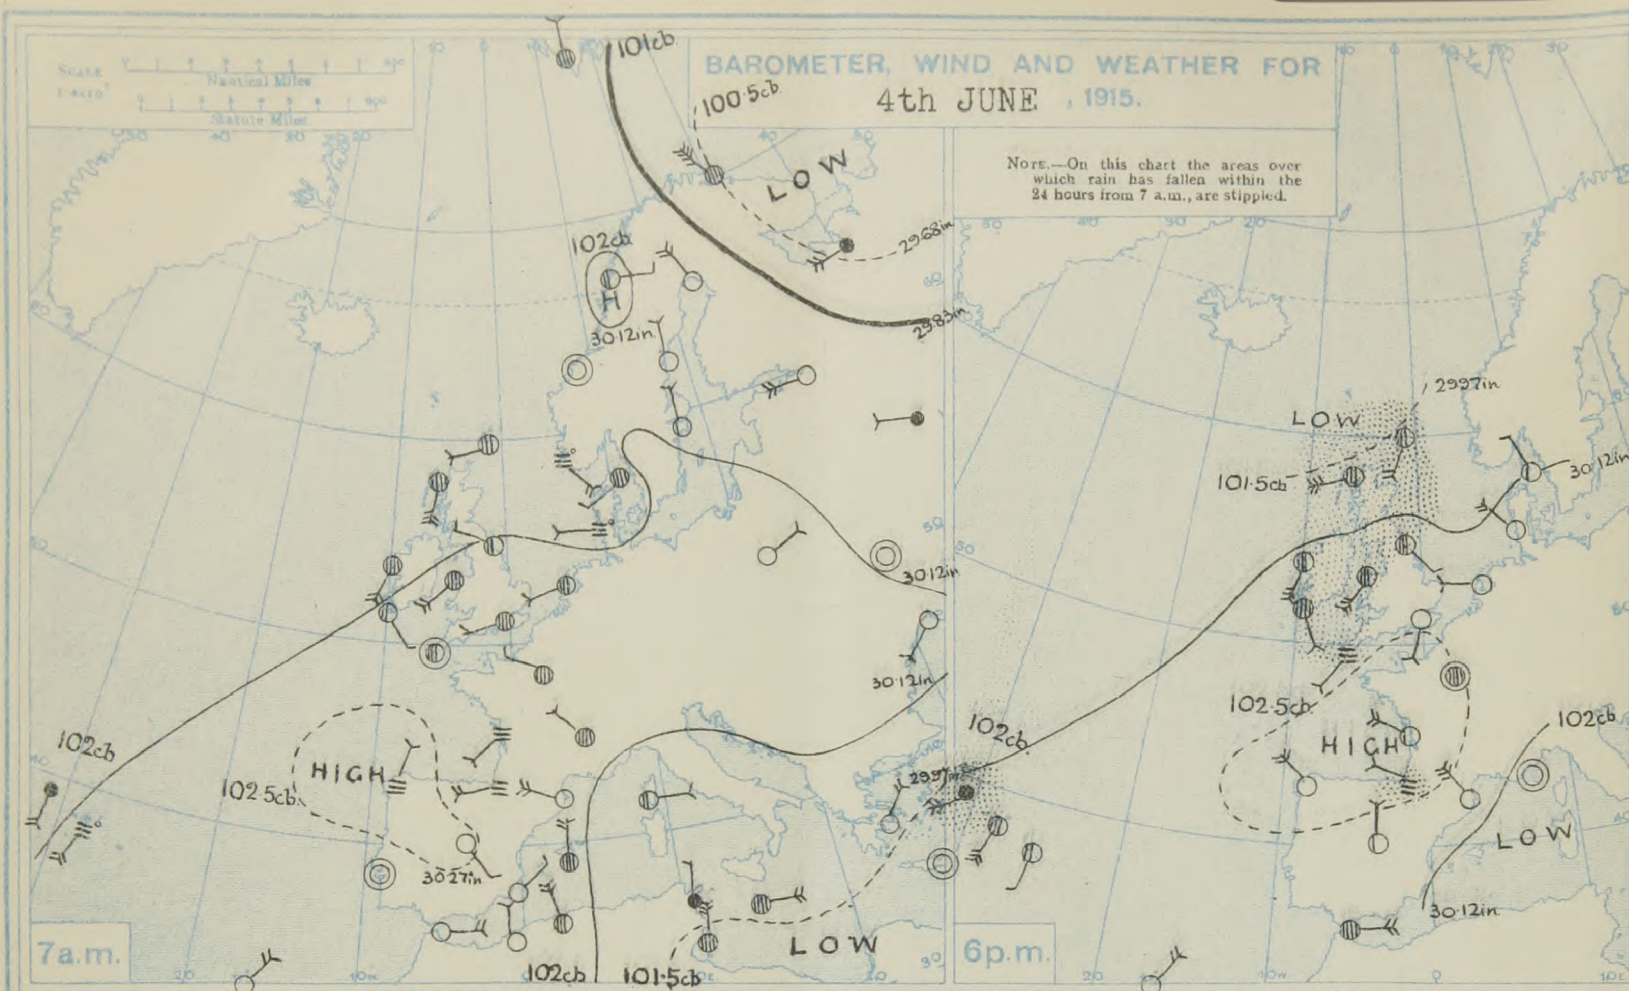 BAROMETER, WIND AND WEATHER FOR
4th JUNE, 1915.
NOTE.—On this chart the areas over
which rain has fallen within the
24 hours from 7 a.m., are stippled.
SCALE
Nautical Miles
Statute Miles
101cb.
100·5cb.
LOW
29·68in
29·83in
102cb.
H
30·12in.
30·12in
30·12in
102cb
HIGH
102·5cb.
30·27in
102cb
101·5cb
LOW
7a.m.
29·97in
LOW
101·5cb
30·12in
102cb.
29·97in
102·5cb.
HIGH
102cb
LOW
30·12in
6p.m.